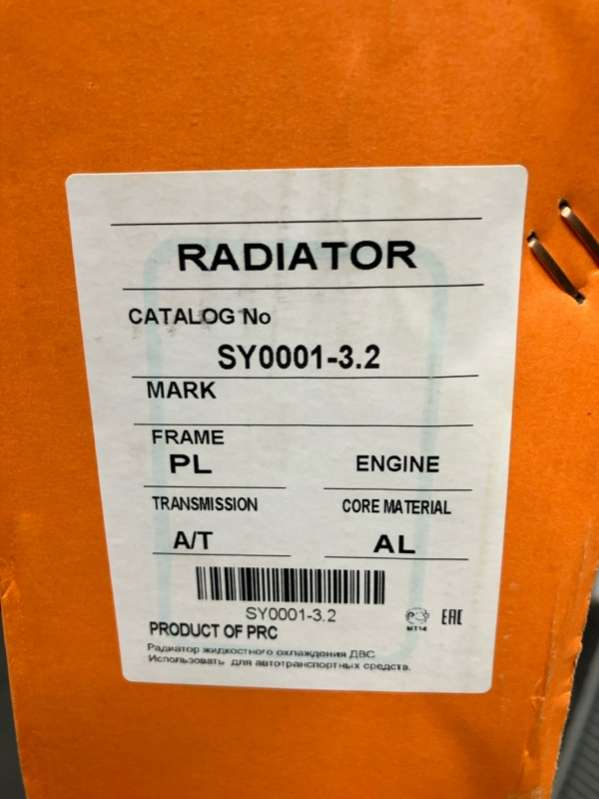 RADIATOR
CATALOG No
SY0001-3.2
MARK
FRAME
PL
ENGINE
TRANSMISSION
CORE MATERIAL
A/T
AL
SY0001-3.2
PRODUCT OF PRC
МТ14
EAC
Радиатор жидкостного охлаждения ДВС
Использовать для автотранспортных средств.